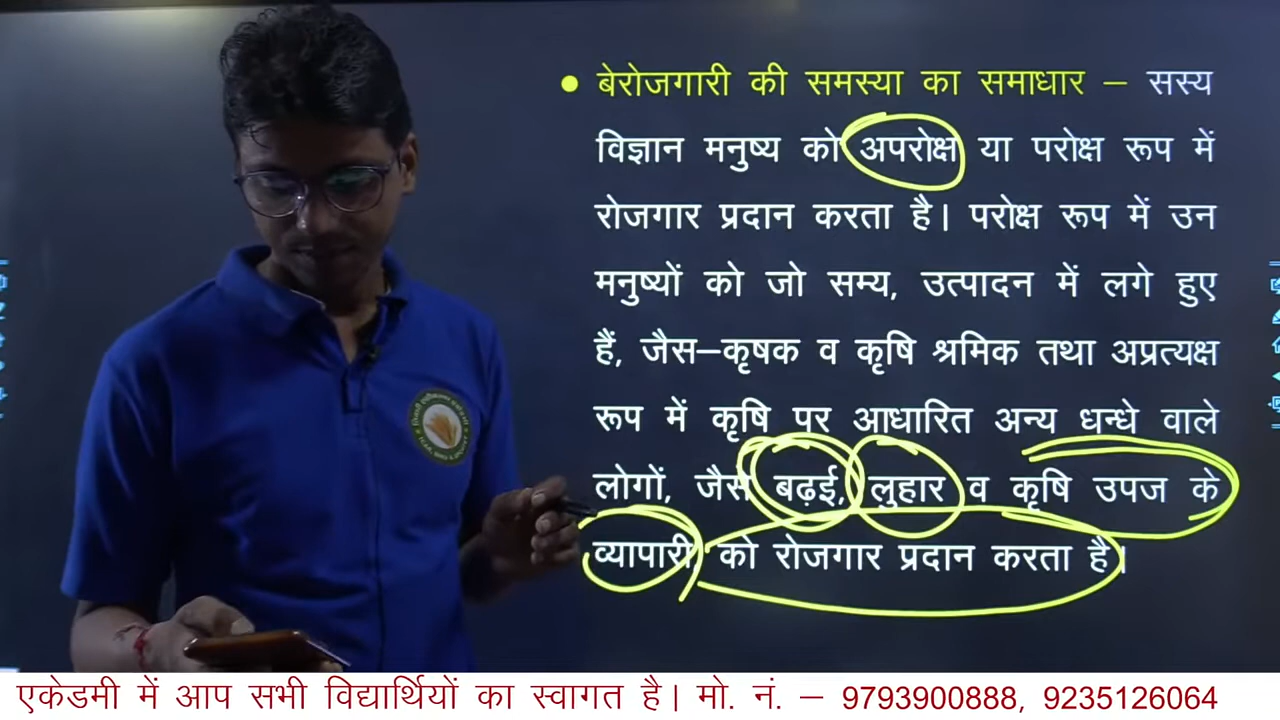 बेरोजगारी की समस्या का समाधार – सस्य
विज्ञान मनुष्य को अपरोक्ष या परोक्ष रूप में
रोजगार प्रदान करता है। परोक्ष रूप में उन
मनुष्यों को जो सम्य, उत्पादन में लगे हुए
हैं, जैस–कृषक व कृषि श्रमिक तथा अप्रत्यक्ष
रूप में कृषि पर आधारित अन्य धन्धे वाले
लोगों, जैसे बढ़ई, लुहार व कृषि उपज के
व्यापारी, को रोजगार प्रदान करता है।
एकेडमी में आप सभी विद्यार्थियों का स्वागत है। मो. नं. – 9793900888, 9235126064